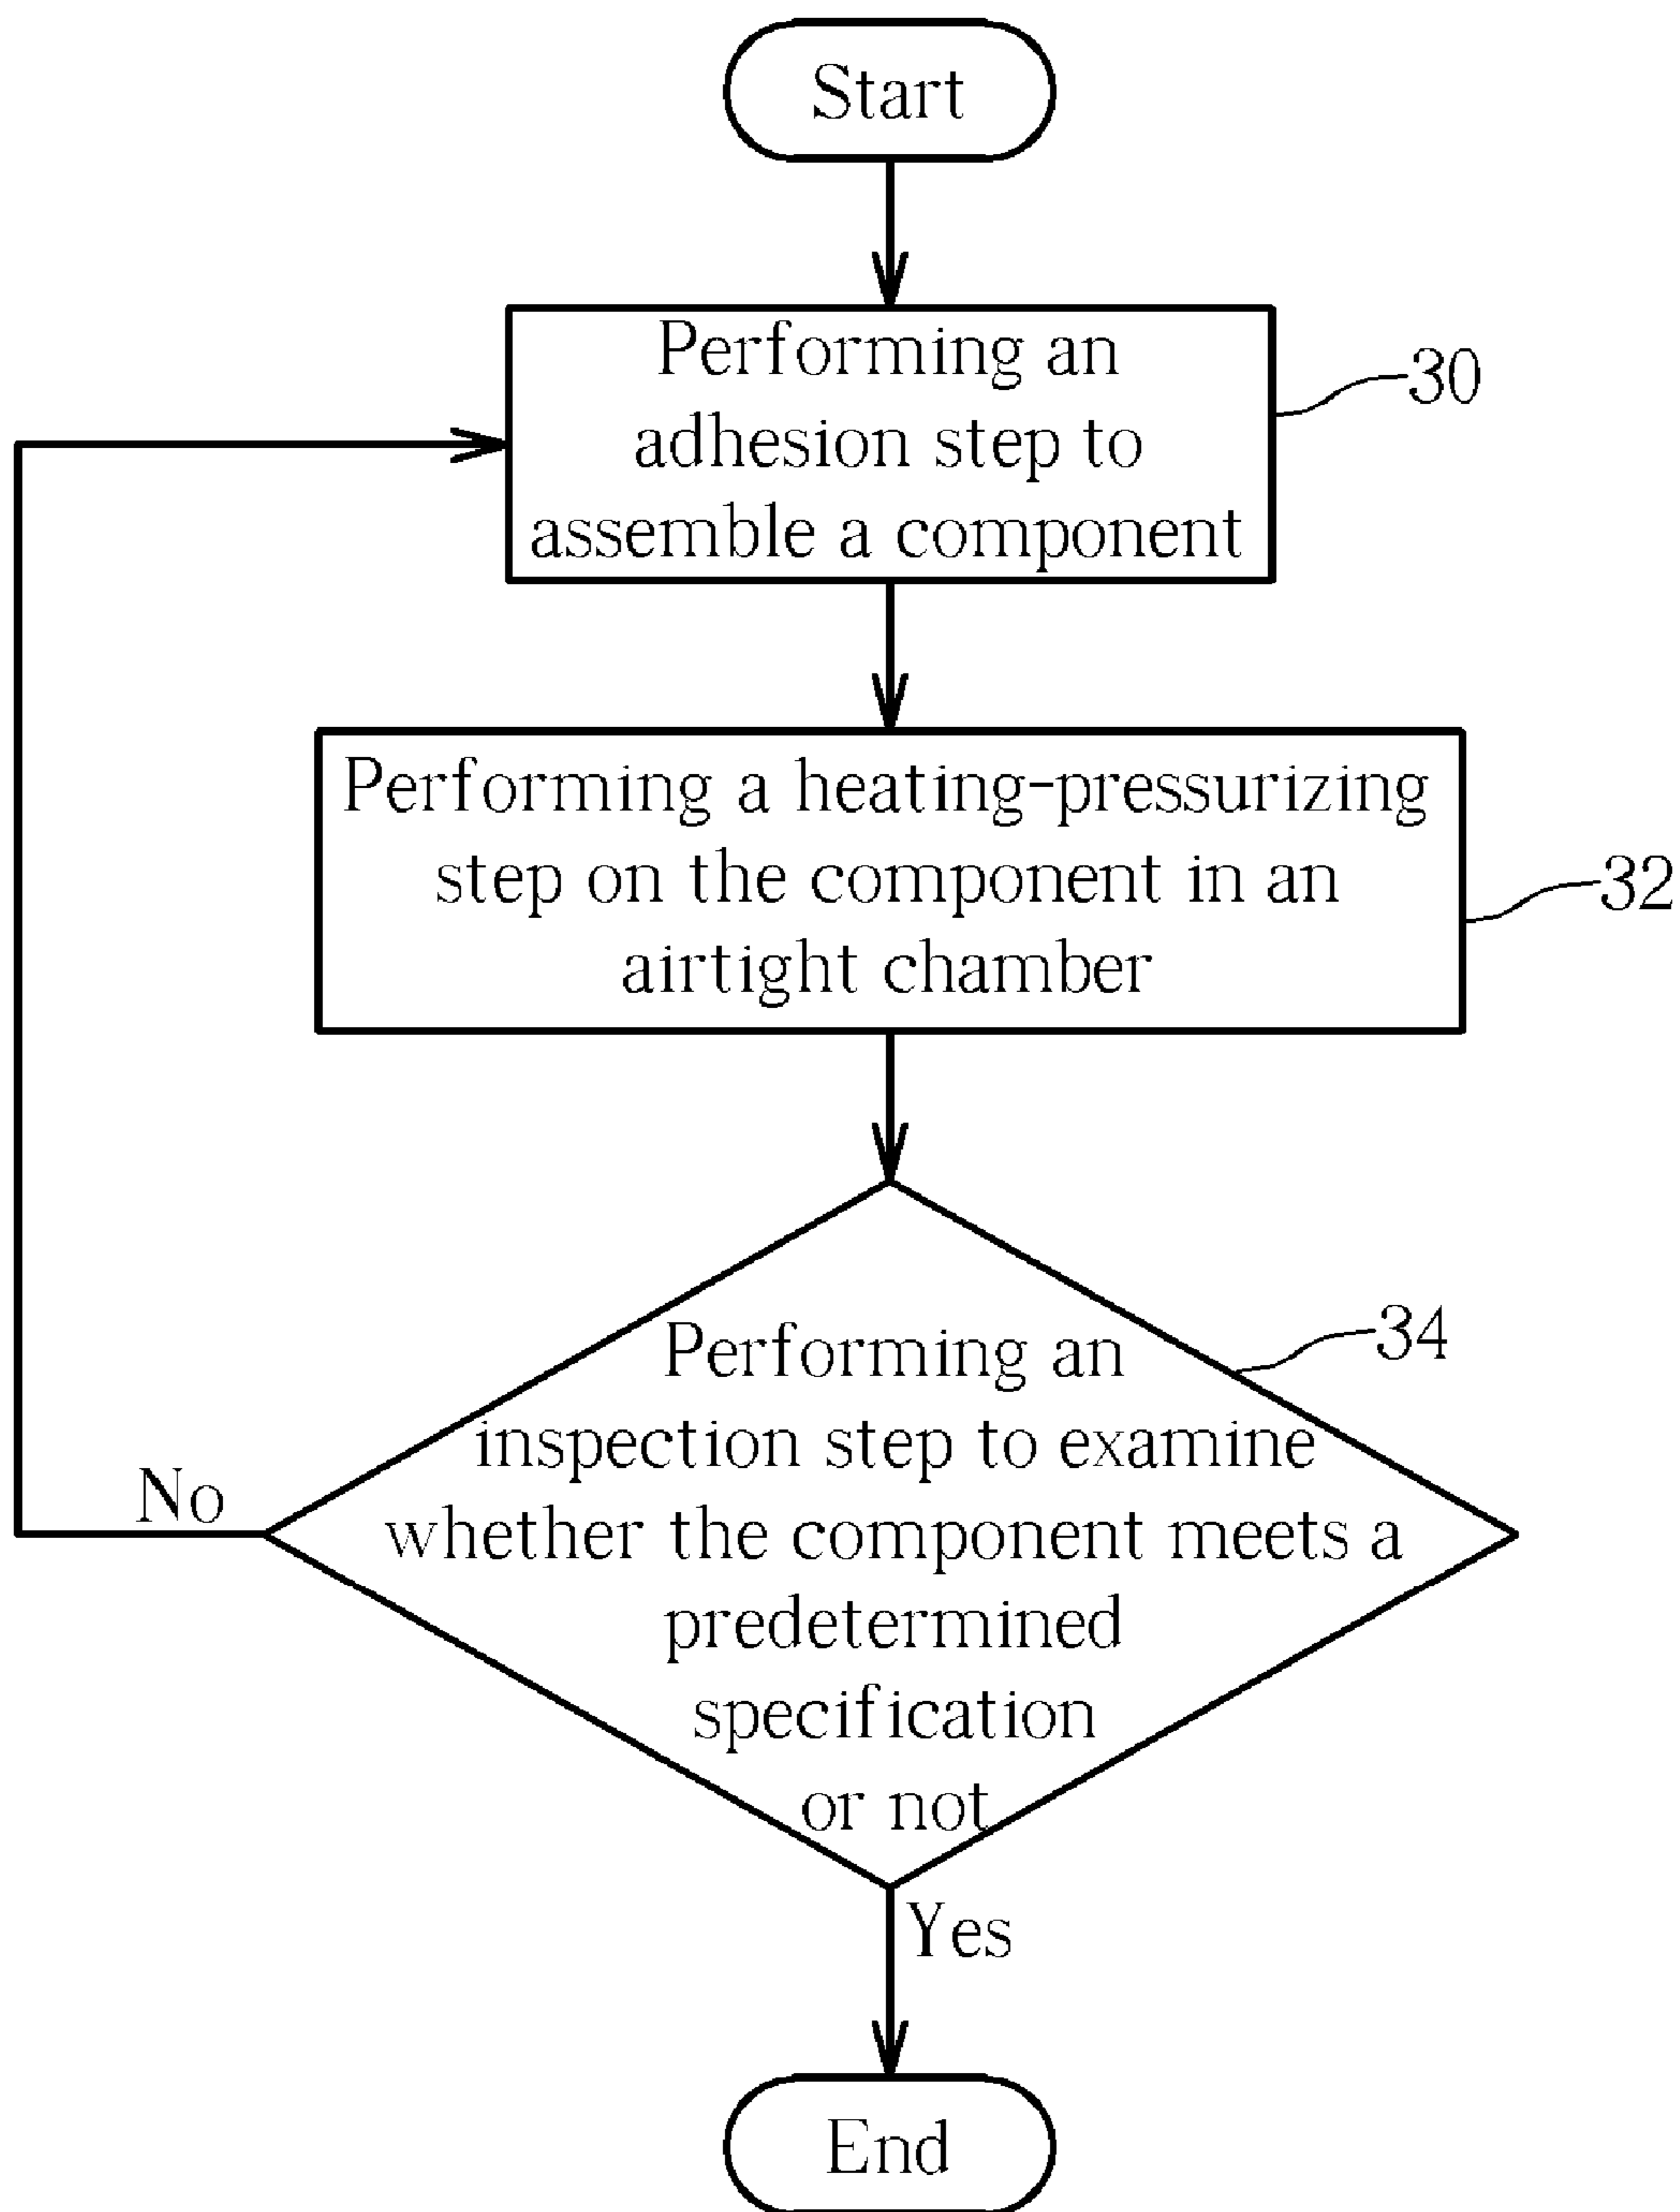 Start
Performing an
adhesion step to
assemble a component
30
Performing a heating-pressurizing
step on the component in an
airtight chamber
32
Performing an
inspection step to examine
whether the component meets a
predetermined
specification
or not
34
No
Yes
End